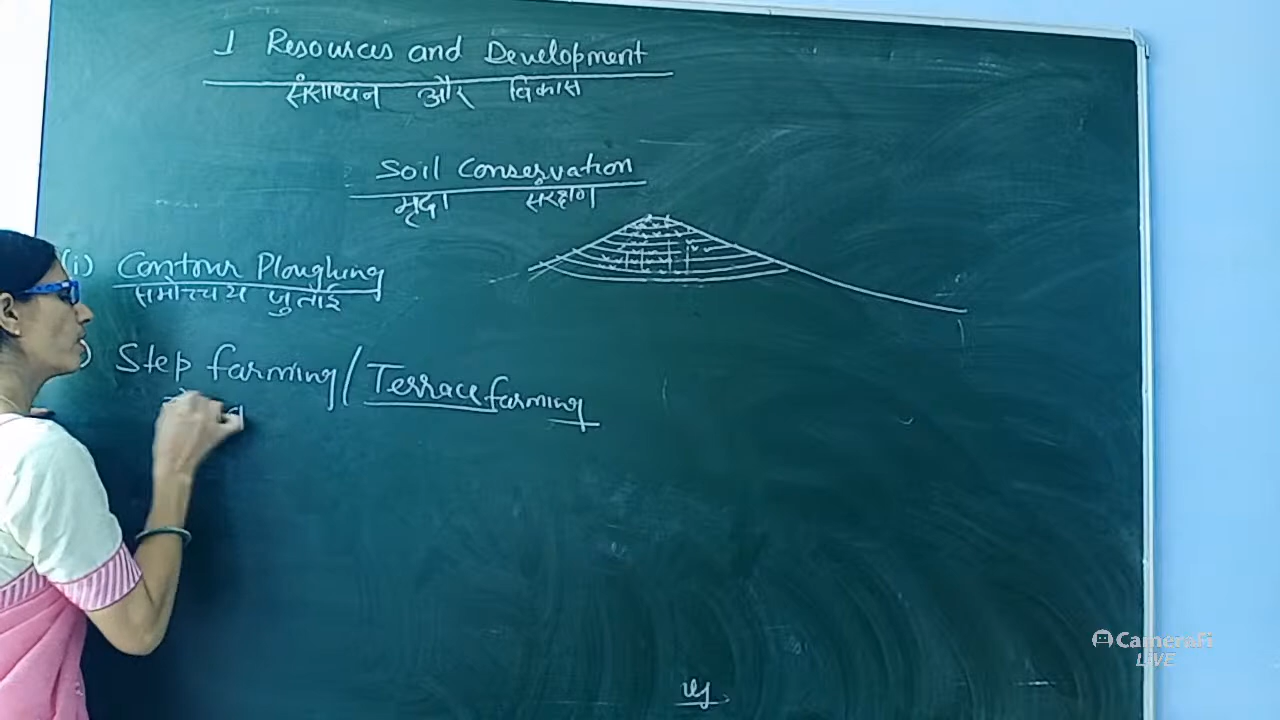 1 Resources and Development
संसाधन और विकास
Soil Conservation
मृदा संरक्षण
(i) Contour Ploughing
समोच्चय जुताई
) Step farming/Terrace farming
CameraFi
LIVE